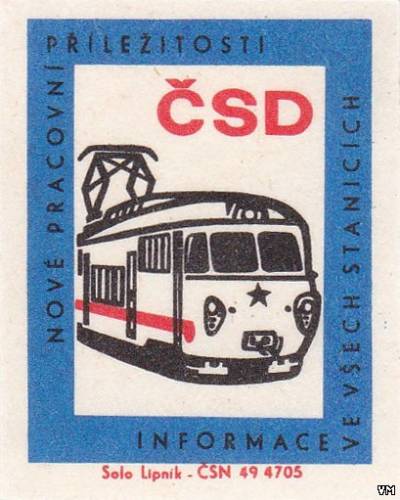 NOVÉ PRACOVNÍ
PŘÍLEŽITOSTI
ČSD
INFORMACE
VE VŠECH STANICÍCH
Solo Lipník - ČSN 49 4705
VM